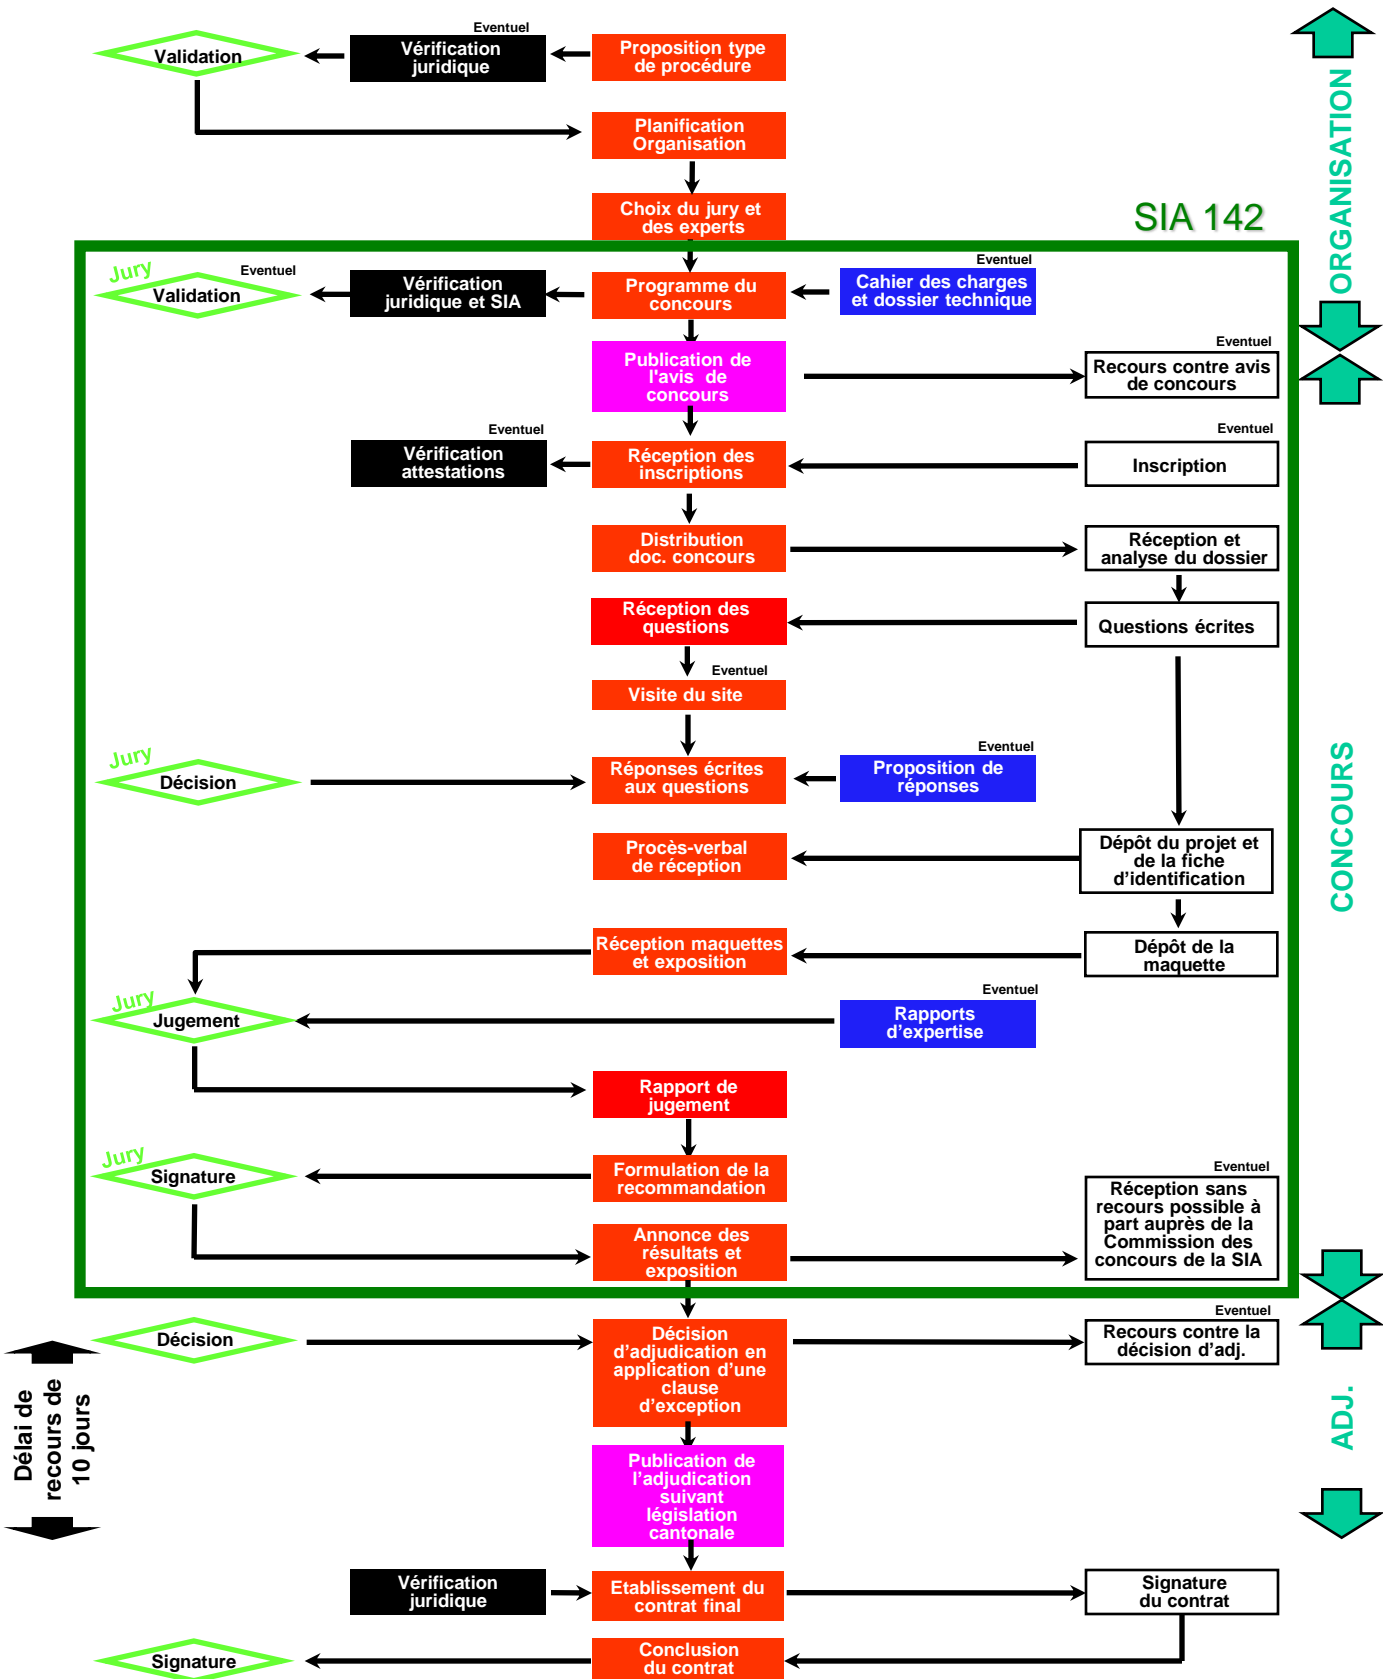 Eventuel
Validation
Vérification
juridique
Proposition type
de procédure
Planification
Organisation
Choix du jury et
des experts
SIA 142
ORGANISATION
Jury
Validation
Eventuel
Vérification
juridique et SIA
Programme du
concours
Eventuel
Cahier des charges
et dossier technique
Publication de
l'avis de
concours
Eventuel
Recours contre avis
de concours
Eventuel
Vérification
attestations
Réception des
inscriptions
Eventuel
Inscription
Distribution
doc. concours
Réception et
analyse du dossier
Réception des
questions
Questions écrites
Eventuel
Visite du site
Jury
Décision
Réponses écrites
aux questions
Eventuel
Proposition de
réponses
CONCOURS
Procès-verbal
de réception
Dépôt du projet et
de la fiche
d’identification
Réception maquettes
et exposition
Dépôt de la
maquette
Jury
Jugement
Eventuel
Rapports
d’expertise
Rapport de
jugement
Jury
Signature
Formulation de la
recommandation
Eventuel
Réception sans
recours possible à
part auprès de la
Commission des
concours de la SIA
Annonce des
résultats et
exposition
Décision
Décision
d’adjudication en
application d’une
clause
d’exception
Eventuel
Recours contre la
décision d’adj.
Délai de
recours de
10 jours
ADJ.
Publication de
l’adjudication
suivant
législation
cantonale
Vérification
juridique
Etablissement du
contrat final
Signature
du contrat
Signature
Conclusion
du contrat